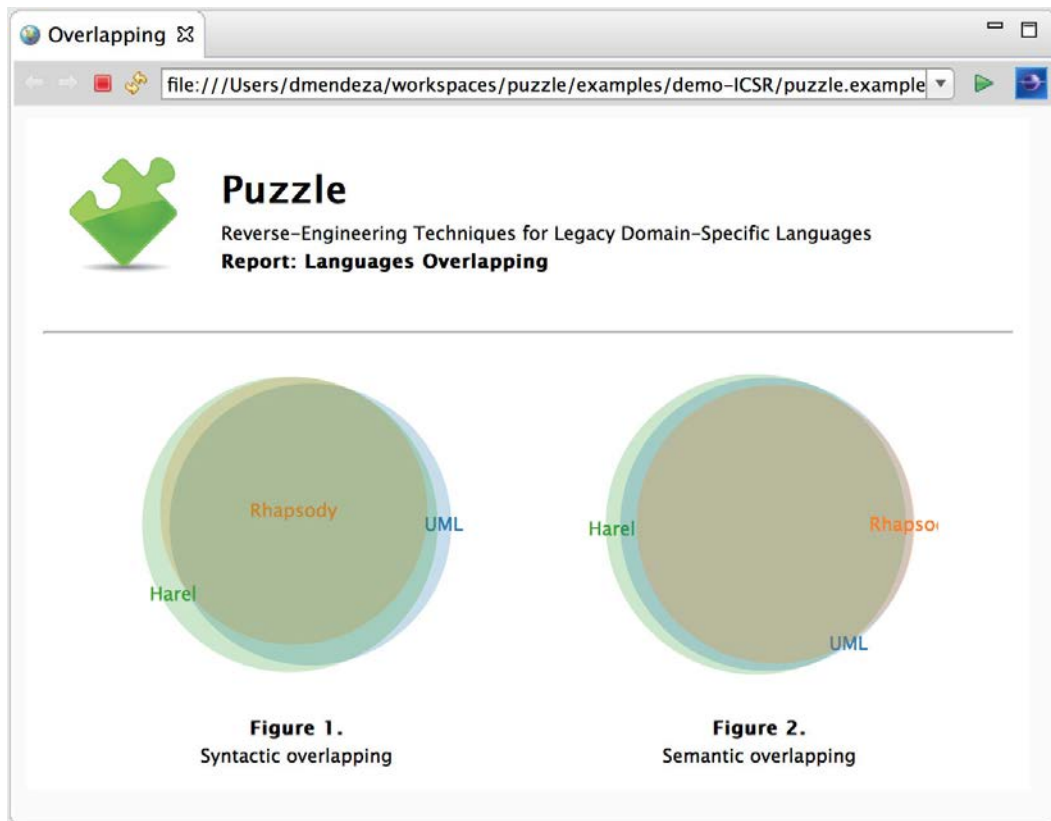 Overlapping
file:///Users/dmendeza/workspaces/puzzle/examples/demo-ICSR/puzzle.example
Puzzle
Reverse-Engineering Techniques for Legacy Domain-Specific Languages
Report: Languages Overlapping
Rhapsody
UML
Harel
Harel
Rhapso
UML
Figure 1.
Syntactic overlapping
Figure 2.
Semantic overlapping